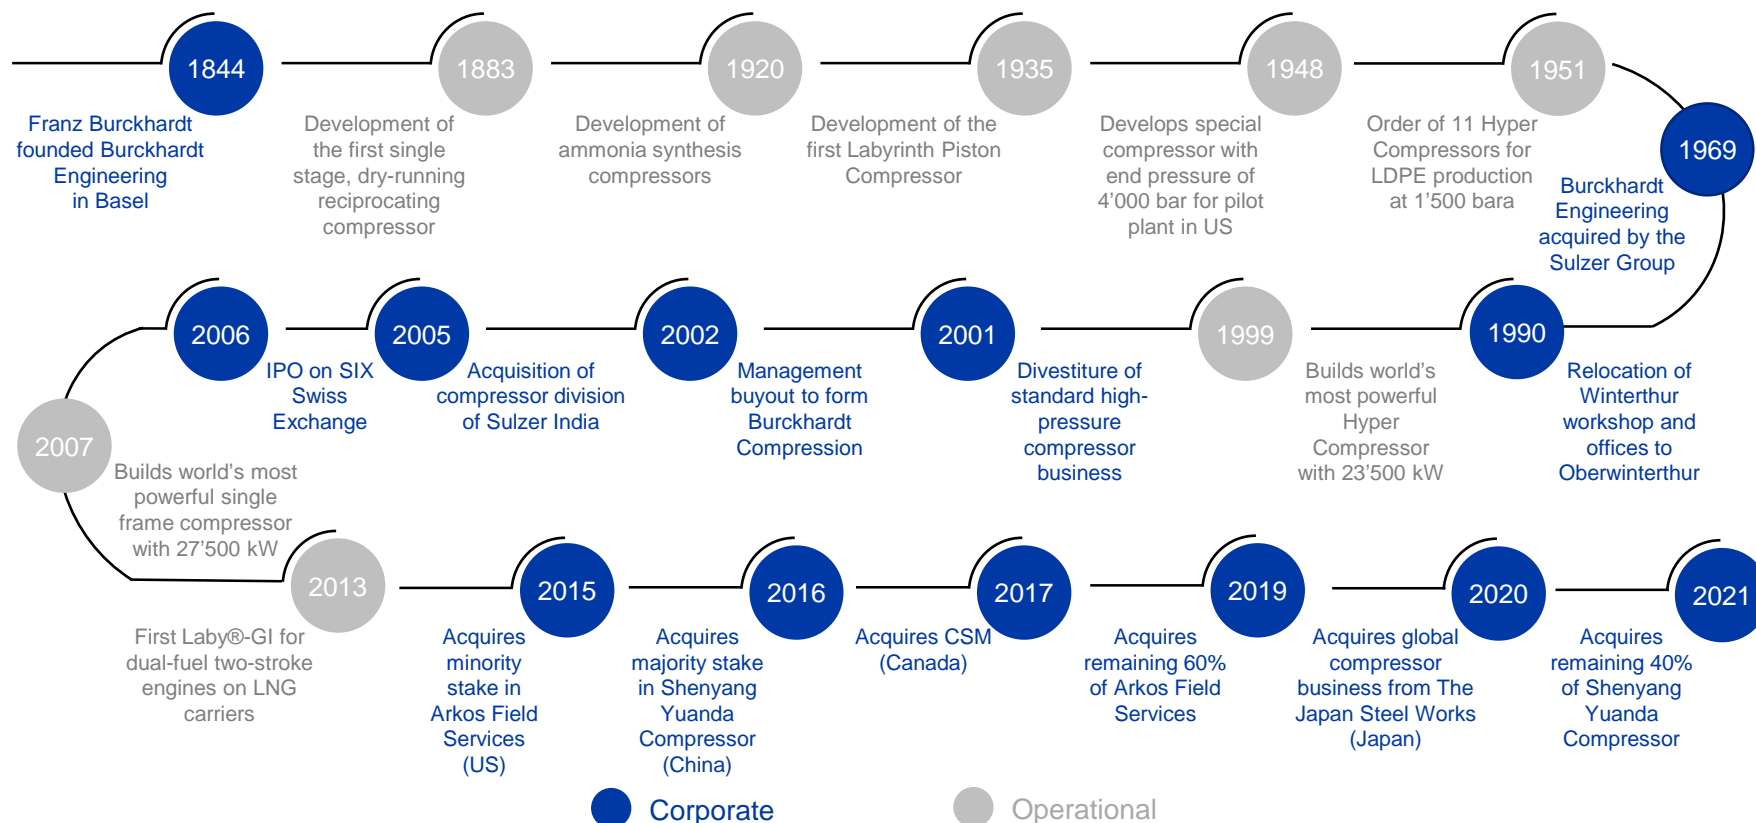 1844
Franz Burckhardt
founded Burckhardt
Engineering
in Basel
1883
Development of
the first single
stage, dry-running
reciprocating
compressor
1920
Development of
ammonia synthesis
compressors
1935
Development of the
first Labyrinth Piston
Compressor
1948
Develops special
compressor with
end pressure of
4’000 bar for pilot
plant in US
1951
Order of 11 Hyper
Compressors for
LDPE production
at 1’500 bara
1969
Burckhardt
Engineering
acquired by the
Sulzer Group
1990
Relocation of
Winterthur
workshop and
offices to
Oberwinterthur
1999
Builds world’s
most powerful
Hyper
Compressor
with 23’500 kW
2001
Divestiture of
standard high-
pressure
compressor
business
2002
Management
buyout to form
Burckhardt
Compression
2005
Acquisition of
compressor division
of Sulzer India
2006
IPO on SIX
Swiss
Exchange
2007
Builds world’s most
powerful single
frame compressor
with 27’500 kW
2013
First Laby®-GI for
dual-fuel two-stroke
engines on LNG
carriers
2015
Acquires
minority
stake in
Arkos Field
Services
(US)
2016
Acquires
majority stake
in Shenyang
Yuanda
Compressor
(China)
2017
Acquires CSM
(Canada)
2019
Acquires
remaining 60%
of Arkos Field
Services
2020
Acquires global
compressor
business from The
Japan Steel Works
(Japan)
2021
Acquires
remaining 40%
of Shenyang
Yuanda
Compressor
Corporate
Operational